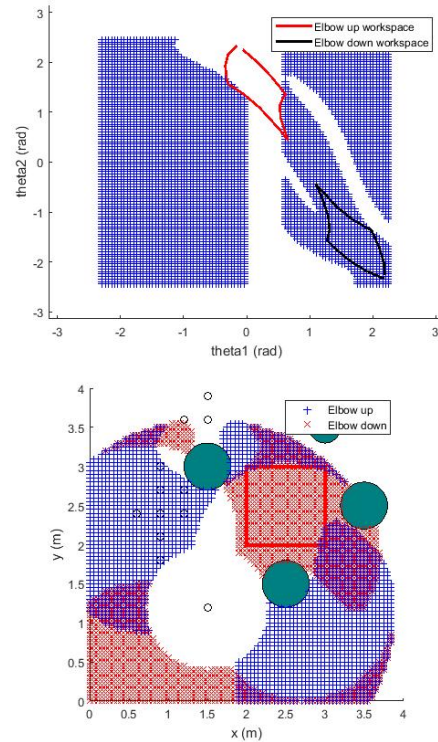 3
2
1
0
-1
-2
-3
theta2 (rad)
Elbow up workspace
Elbow down workspace
-3 -2 -1 0 1 2 3
theta1 (rad)
4
3.5
3
2.5
2
1.5
1
0.5
0
y (m)
Elbow up
Elbow down
0 0.5 1 1.5 2 2.5 3 3.5 4
x (m)